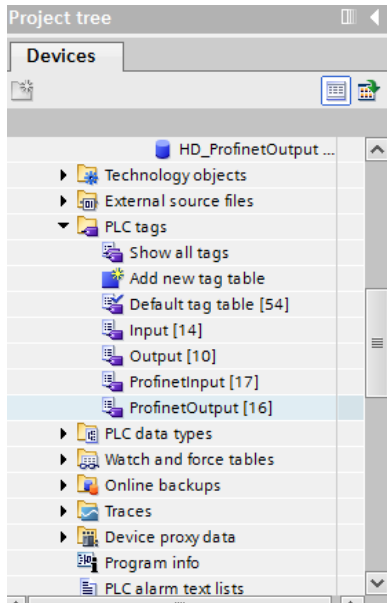 Project tree
Devices
HD_ProfinetOutput ...
Technology objects
External source files
PLC tags
Show all tags
Add new tag table
Default tag table [54]
Input [14]
Output [10]
ProfinetInput [17]
ProfinetOutput [16]
PLC data types
Watch and force tables
Online backups
Traces
Device proxy data
Program info
PLC alarm text lists